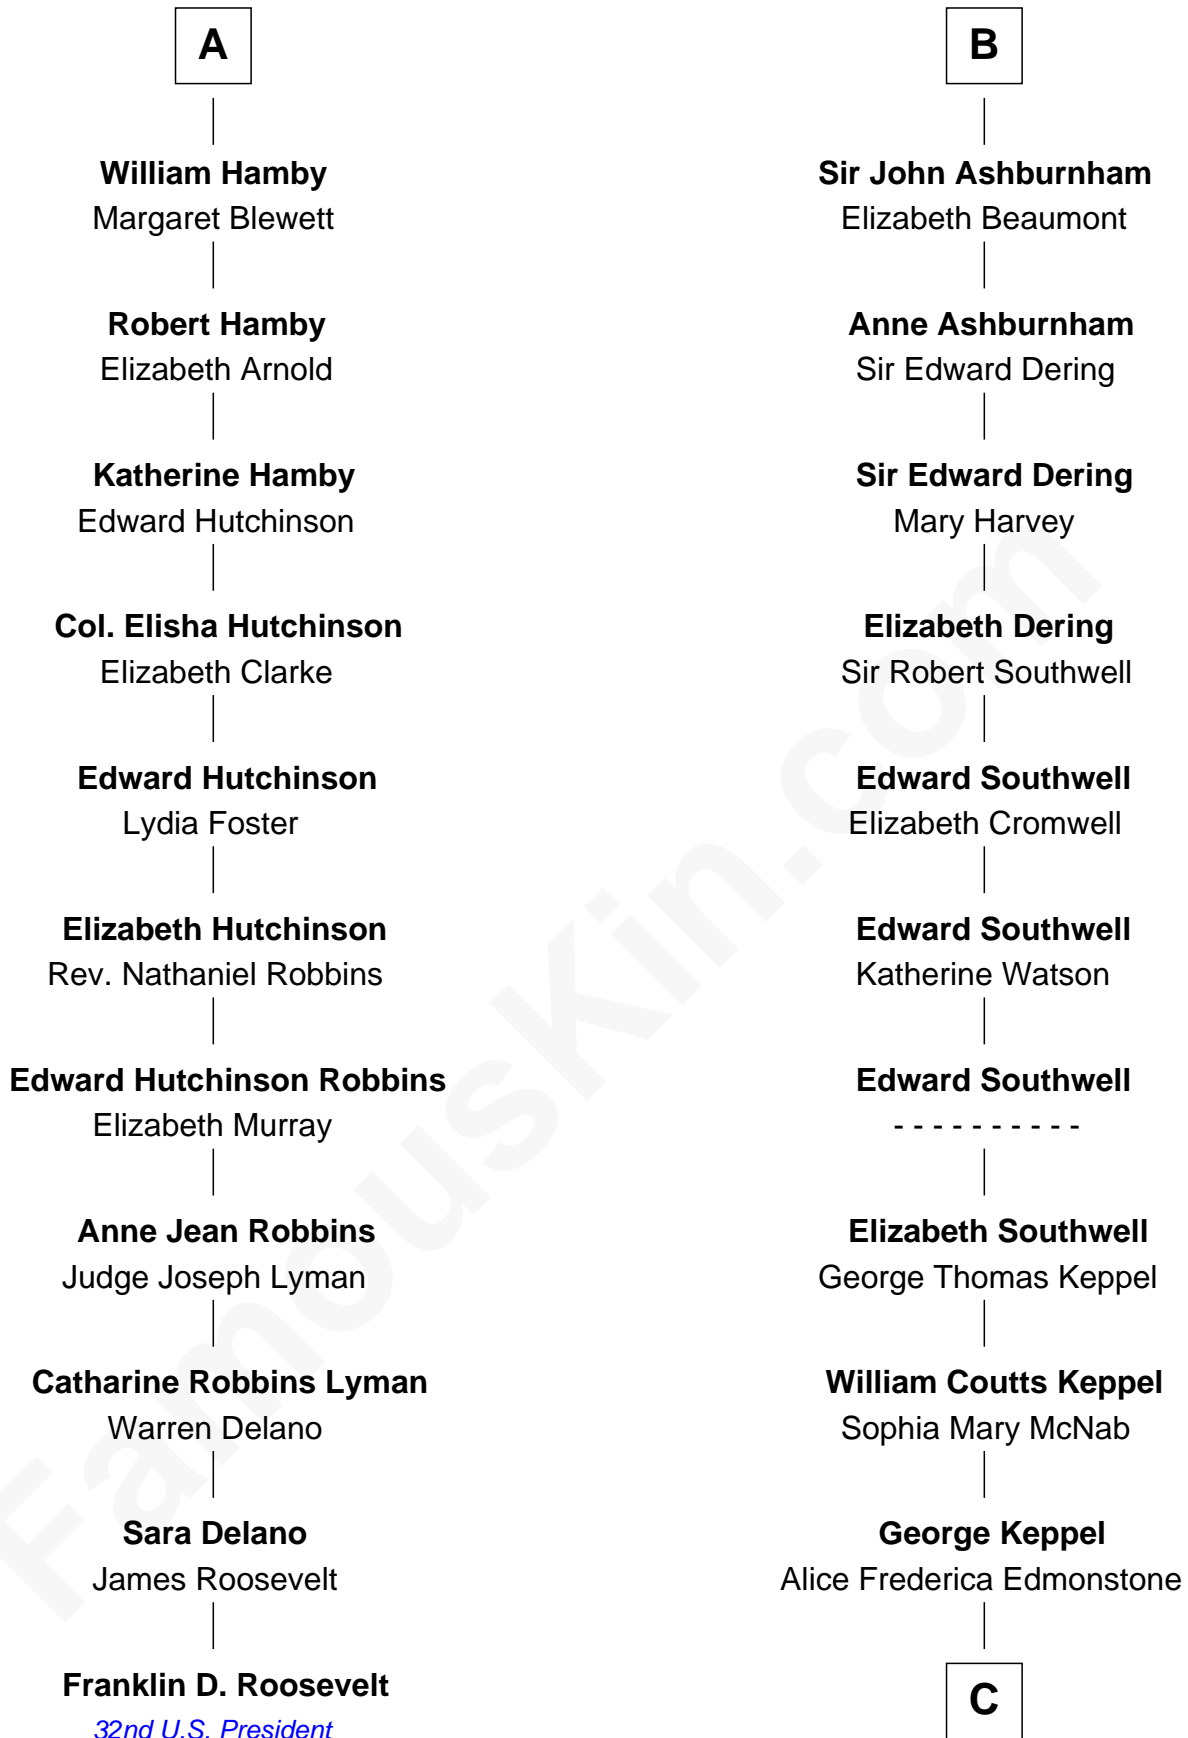 A
William Hamby
Margaret Blewett
Robert Hamby
Elizabeth Arnold
Katherine Hamby
Edward Hutchinson
Col. Elisha Hutchinson
Elizabeth Clarke
Edward Hutchinson
Lydia Foster
Elizabeth Hutchinson
Rev. Nathaniel Robbins
Edward Hutchinson Robbins
Elizabeth Murray
Anne Jean Robbins
Judge Joseph Lyman
Catharine Robbins Lyman
Warren Delano
Sara Delano
James Roosevelt
Franklin D. Roosevelt
32nd U.S. President
B
Sir John Ashburnham
Elizabeth Beaumont
Anne Ashburnham
Sir Edward Dering
Sir Edward Dering
Mary Harvey
Elizabeth Dering
Sir Robert Southwell
Edward Southwell
Elizabeth Cromwell
Edward Southwell
Katherine Watson
Edward Southwell
- - - - - - - - - -
Elizabeth Southwell
George Thomas Keppel
William Coutts Keppel
Sophia Mary McNab
George Keppel
Alice Frederica Edmonstone
C
FamousKin.com